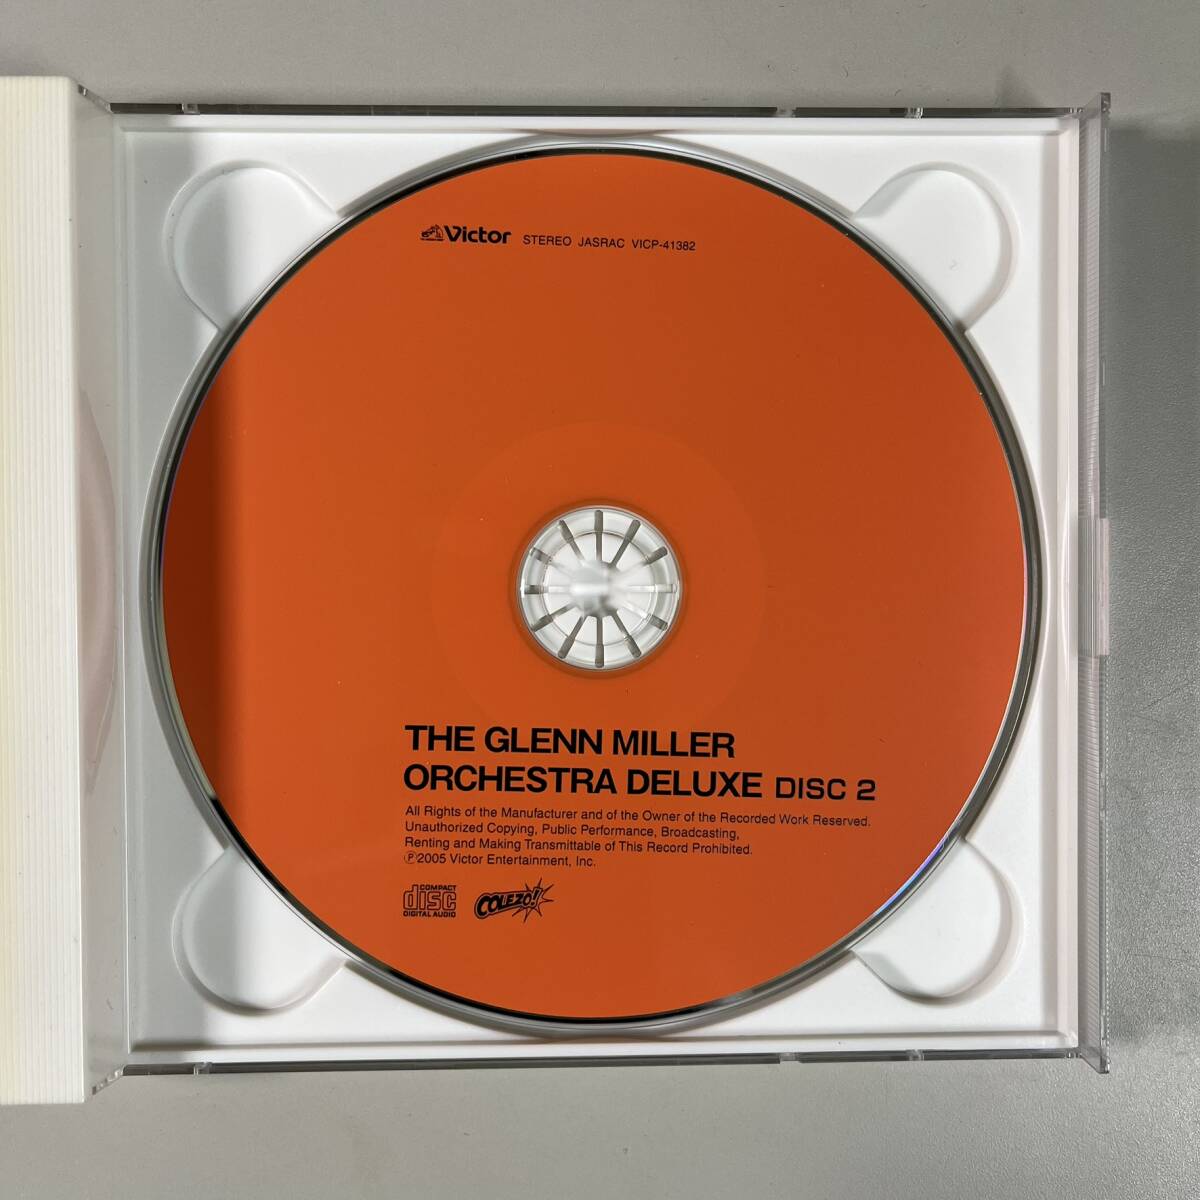 Victor STEREO JASRAC VICP-41382
THE GLENN MILLER
ORCHESTRA DELUXE DISC 2
All Rights of the Manufacturer and of the Owner of the Recorded Work Reserved.
Unauthorized Copying, Public Performance, Broadcasting,
Renting and Making Transmittable of This Record Prohibited.
Ⓟ2005 Victor Entertainment, Inc.
COMPACT
disc
DIGITAL AUDIO
COLEZO!